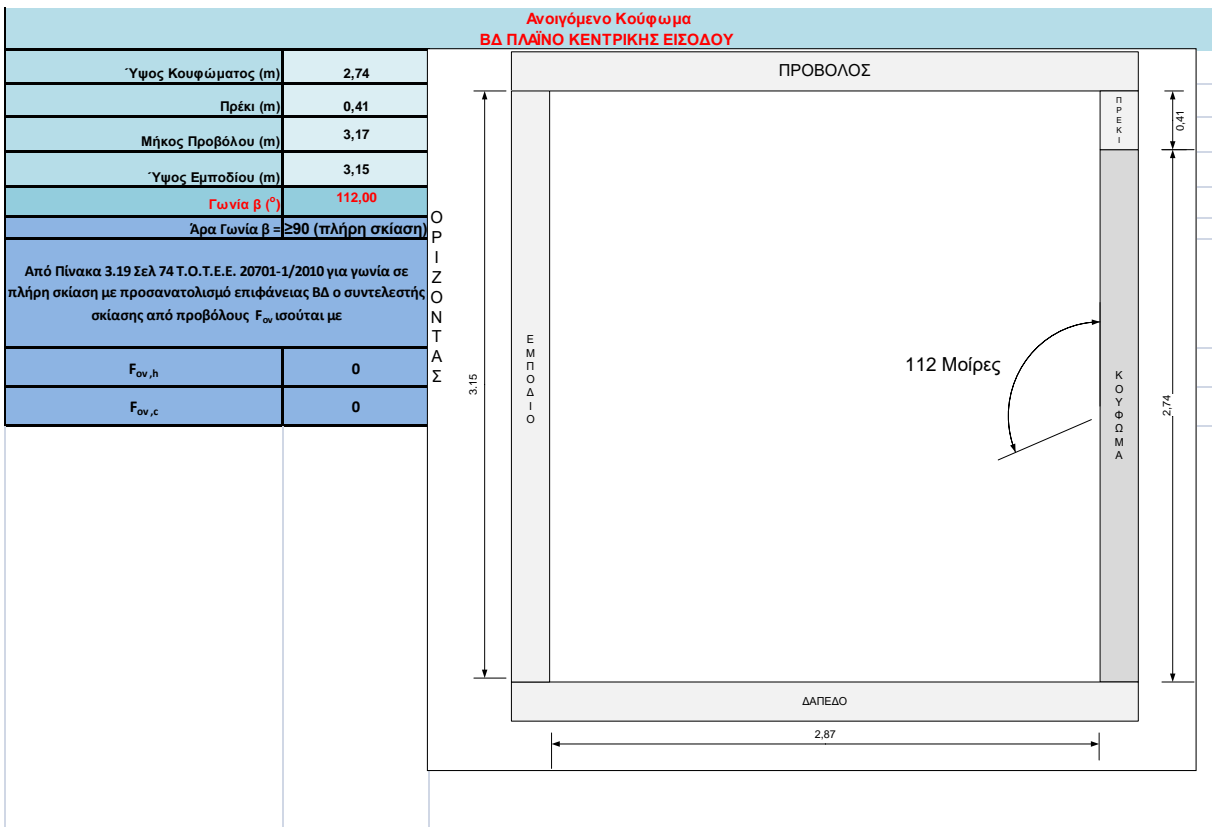 Ανοιγόμενο Κούφωμα
ΒΔ ΠΛΑΪΝΟ ΚΕΝΤΡΙΚΗΣ ΕΙΣΟΔΟΥ
Ύψος Κουφώματος (m) 2,74
Πρέκι (m) 0,41
Μήκος Προβόλου (m) 3,17
Ύψος Εμποδίου (m) 3,15
Γωνία β (°) 112,00
Άρα Γωνία β = ≥90 (πλήρη σκίαση)
Από Πίνακα 3.19 Σελ 74 Τ.Ο.Τ.Ε.Ε. 20701-1/2010 για γωνία σε
πλήρη σκίαση με προσανατολισμό επιφάνειας ΒΔ ο συντελεστής
σκίασης από προβόλους Fov ισούται με
Fov,h 0
Fov,c 0
ΟΡΙΖΟΝΤΑΣ
ΠΡΟΒΟΛΟΣ
ΠΡΕΚΙ
0,41
3.15
ΕΜΠΟΔΙΟ
112 Μοίρες
ΚΟΥΦΩΜΑ
2,74
ΔΑΠΕΔΟ
2,87